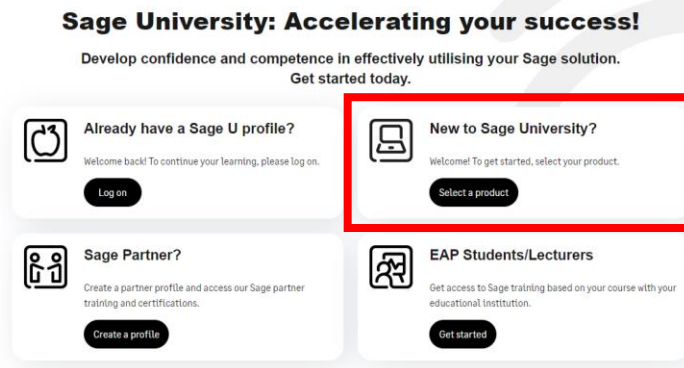 Sage University: Accelerating your success!
Develop confidence and competence in effectively utilising your Sage solution.
Get started today.
Already have a Sage U profile?
Welcome back! To continue your learning, please log on.
Log on
New to Sage University?
Welcome! To get started, select your product.
Select a product
Sage Partner?
Create a partner profile and access our Sage partner
training and certifications.
Create a profile
EAP Students/Lecturers
Get access to Sage training based on your course with your
educational institution.
Get started